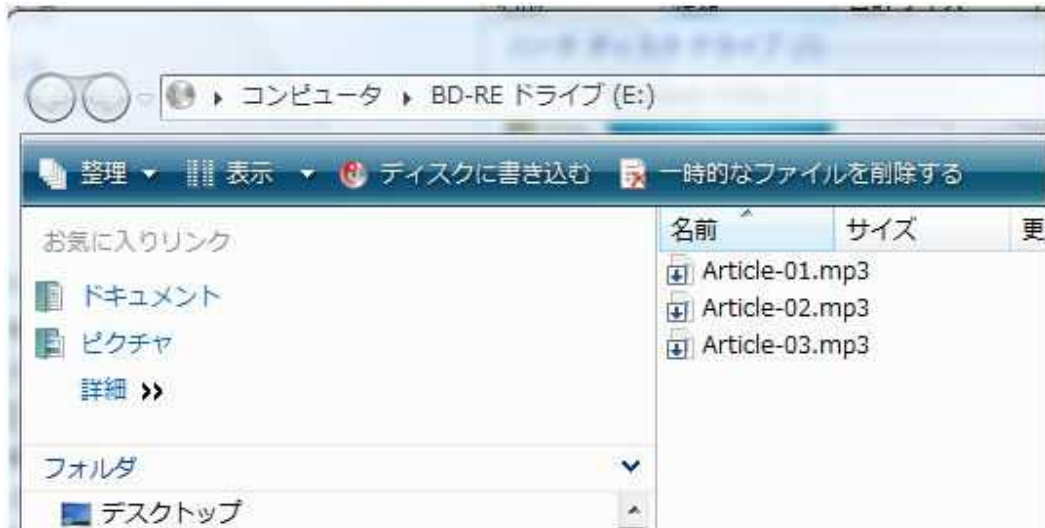 コンピュータ BD-RE ドライブ (E:)
整理 表示 ディスクに書き込む 一時的なファイルを削除する
お気に入りリンク
ドキュメント
ピクチャ
詳細 »
フォルダ
デスクトップ
名前 サイズ 更
Article-01.mp3
Article-02.mp3
Article-03.mp3